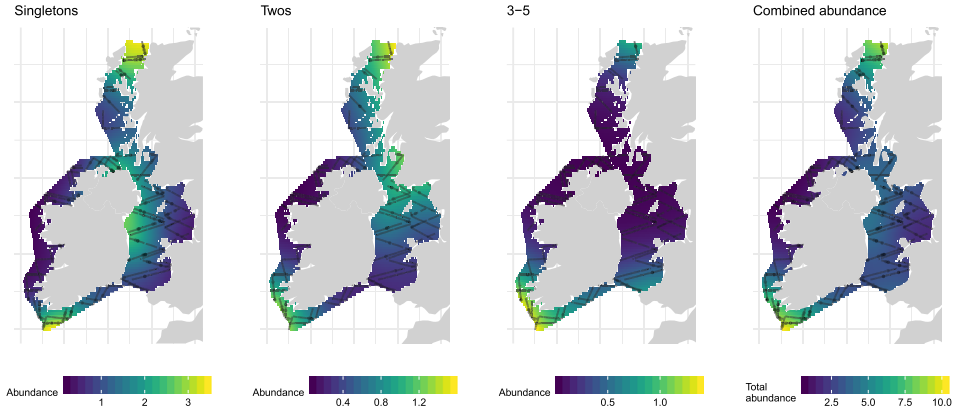 Singletons Twos 3−5 Combined abundance
Abundance 1 2 3
Abundance 0.4 0.8 1.2
Abundance 0.5 1.0
Total abundance 2.5 5.0 7.5 10.0